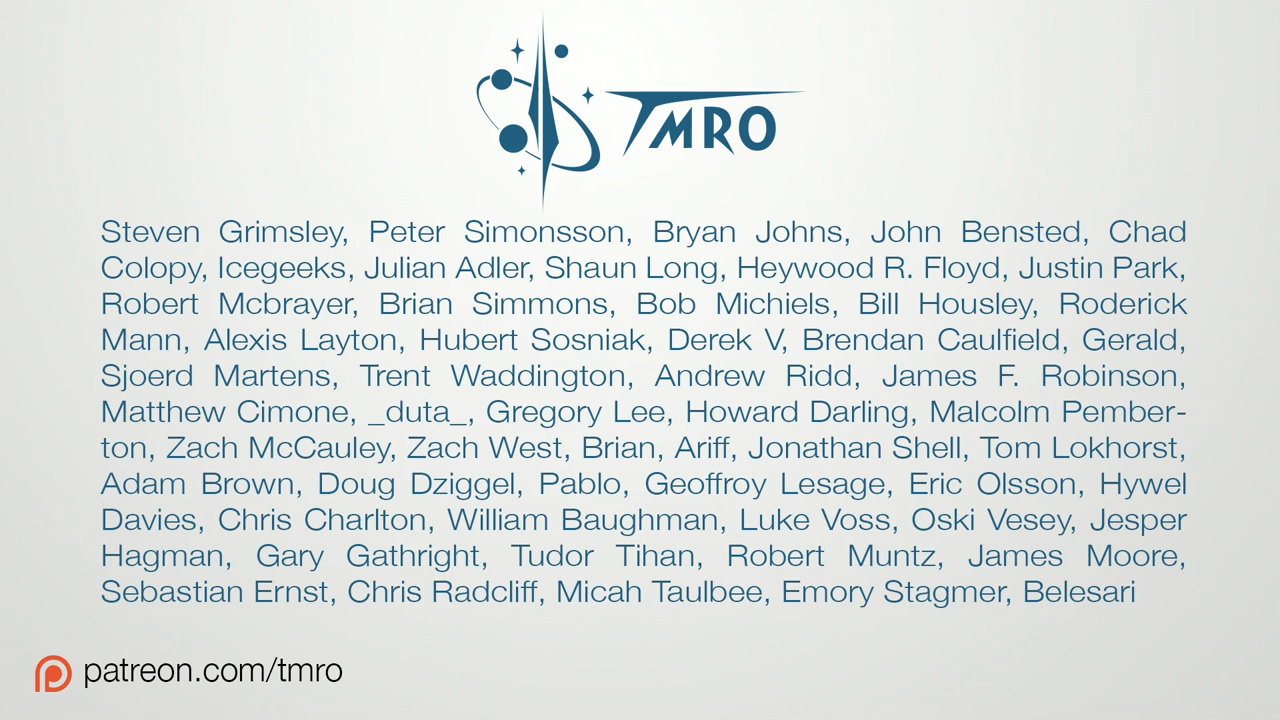 TMRO
Steven Grimsley, Peter Simonsson, Bryan Johns, John Bensted, Chad
Colopy, Icegeeks, Julian Adler, Shaun Long, Heywood R. Floyd, Justin Park,
Robert Mcbrayer, Brian Simmons, Bob Michiels, Bill Housley, Roderick
Mann, Alexis Layton, Hubert Sosniak, Derek V, Brendan Caulfield, Gerald,
Sjoerd Martens, Trent Waddington, Andrew Ridd, James F. Robinson,
Matthew Cimone, _duta_, Gregory Lee, Howard Darling, Malcolm Pember-
ton, Zach McCauley, Zach West, Brian, Ariff, Jonathan Shell, Tom Lokhorst,
Adam Brown, Doug Dziggel, Pablo, Geoffroy Lesage, Eric Olsson, Hywel
Davies, Chris Charlton, William Baughman, Luke Voss, Oski Vesey, Jesper
Hagman, Gary Gathright, Tudor Tihan, Robert Muntz, James Moore,
Sebastian Ernst, Chris Radcliff, Micah Taulbee, Emory Stagmer, Belesari
patreon.com/tmro